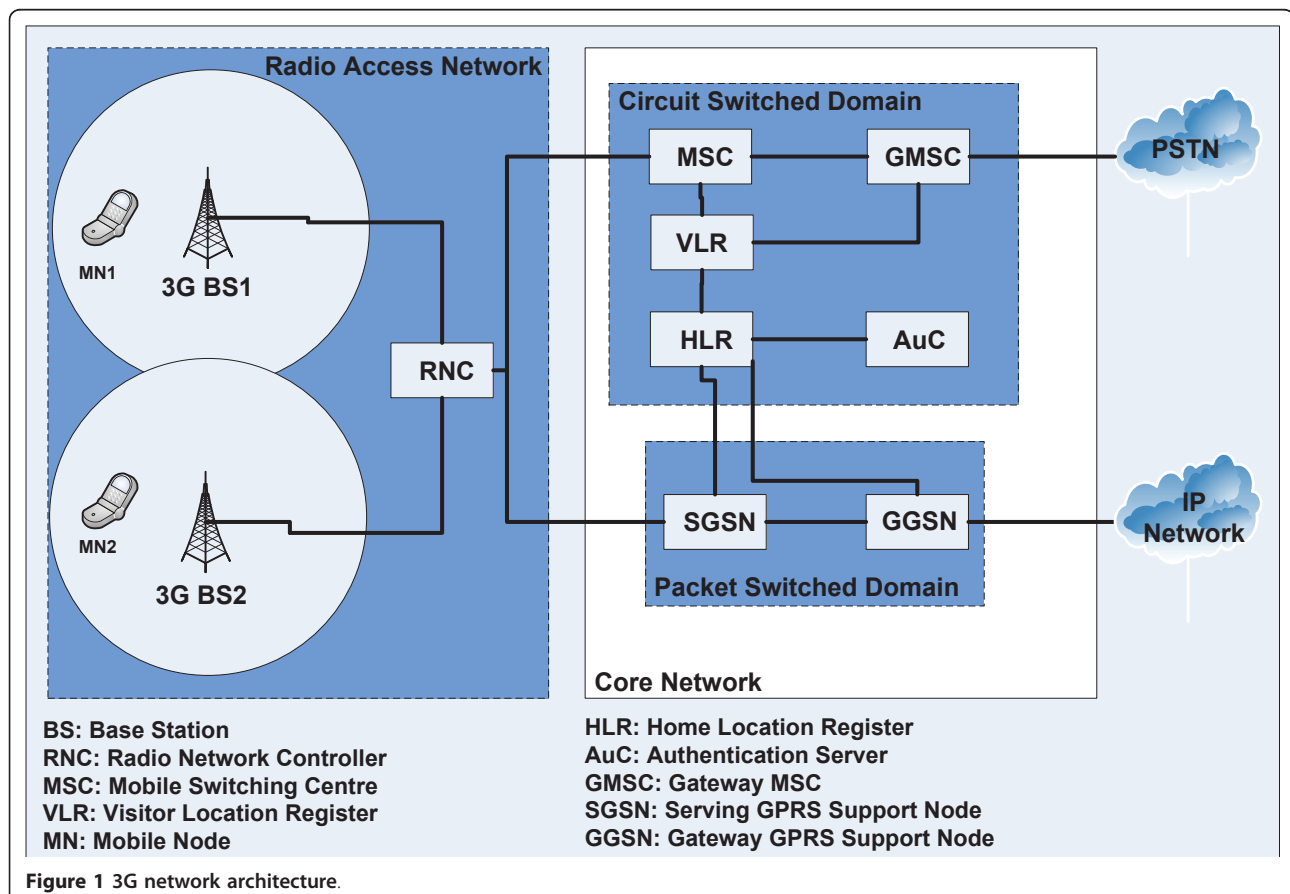 Radio Access Network
MN1
3G BS1
RNC
MN2
3G BS2
Circuit Switched Domain
MSC
GMSC
VLR
HLR
AuC
SGSN
GGSN
Packet Switched Domain
Core Network
PSTN
IP
Network
BS: Base Station
RNC: Radio Network Controller
MSC: Mobile Switching Centre
VLR: Visitor Location Register
MN: Mobile Node
HLR: Home Location Register
AuC: Authentication Server
GMSC: Gateway MSC
SGSN: Serving GPRS Support Node
GGSN: Gateway GPRS Support Node
Figure 1 3G network architecture.